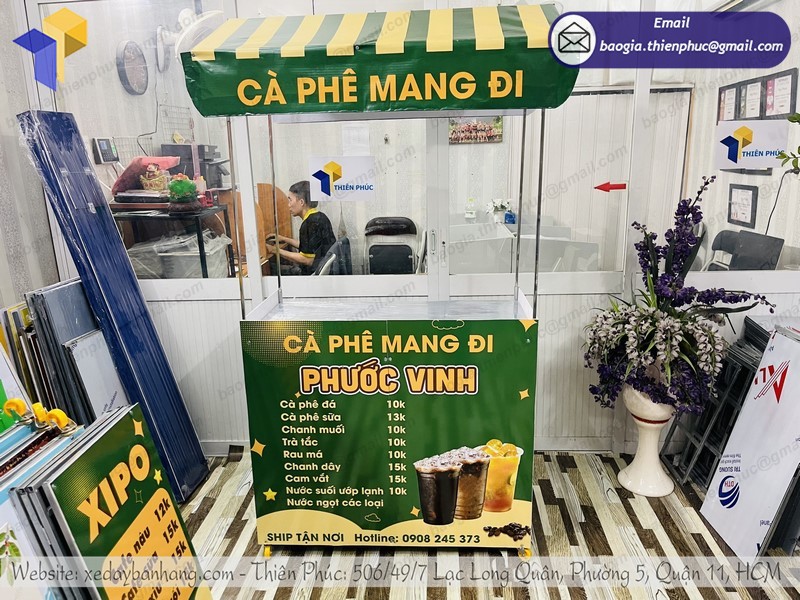 Email
baogia.thienphuc@gmail.com
CÀ PHÊ MANG ĐI
THIÊN PHÚC
THIÊN PHÚC
CÀ PHÊ MANG ĐI
PHƯỚC VINH
Cà phê đá 10k
Cà phê sữa 13k
Chanh muối 10k
Trà tắc 10k
Rau má 10k
Chanh dây 15k
Cam vắt 15k
Nước suối ướp lạnh 10k
Nước ngọt các loại
SHIP TẬN NƠI Hotline: 0908 245 373
XIPO
12k
15k
15k
Website: xedaybanhang.com - Thiên Phúc: 506/49/7 Lạc Long Quân, Phường 5, Quận 11, HCM